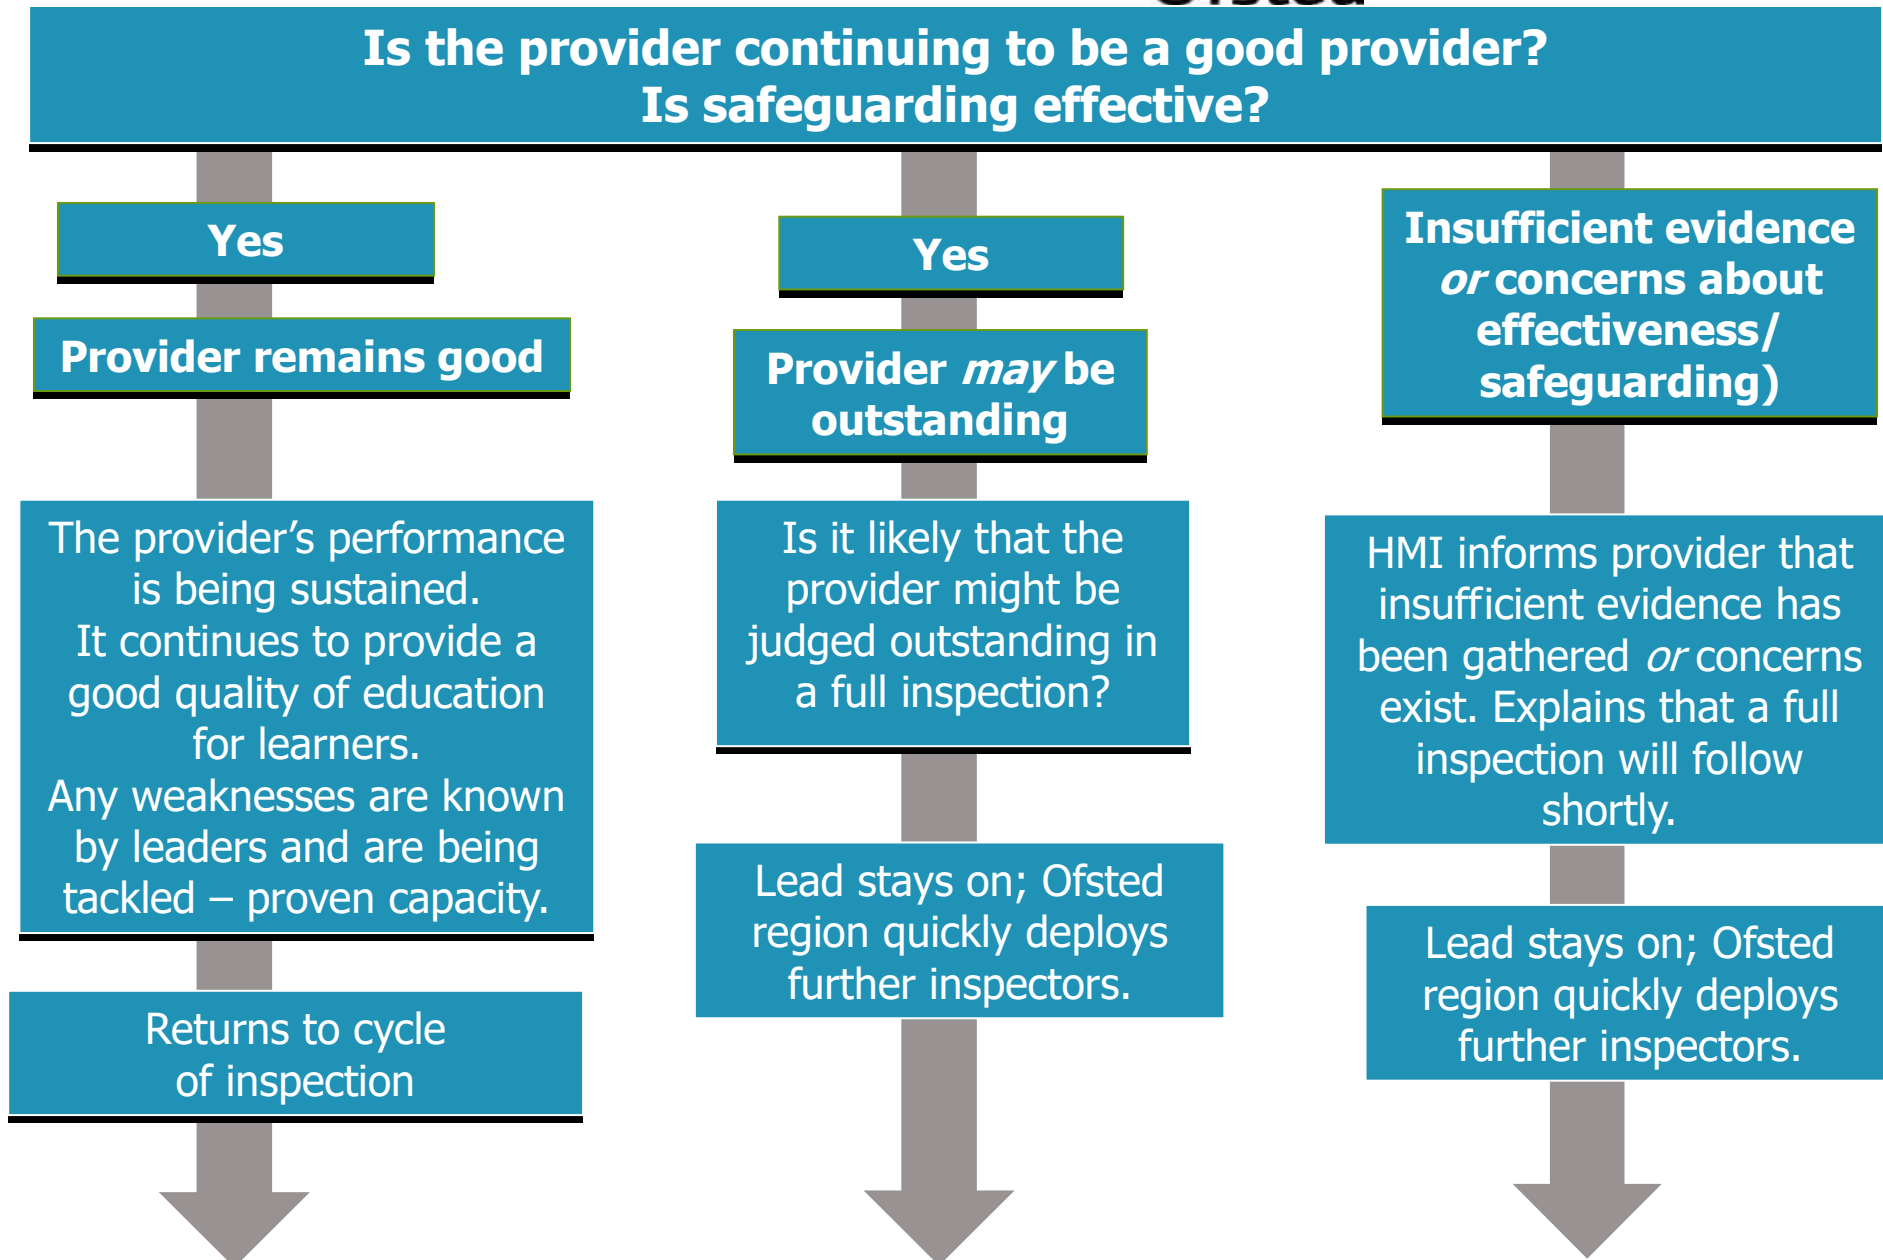 Is the provider continuing to be a good provider?
Is safeguarding effective?
Yes
Provider remains good
The provider’s performance
is being sustained.
It continues to provide a
good quality of education
for learners.
Any weaknesses are known
by leaders and are being
tackled – proven capacity.
Returns to cycle
of inspection
Yes
Provider may be
outstanding
Is it likely that the
provider might be
judged outstanding in
a full inspection?
Lead stays on; Ofsted
region quickly deploys
further inspectors.
Insufficient evidence
or concerns about
effectiveness/
safeguarding)
HMI informs provider that
insufficient evidence has
been gathered or concerns
exist. Explains that a full
inspection will follow
shortly.
Lead stays on; Ofsted
region quickly deploys
further inspectors.